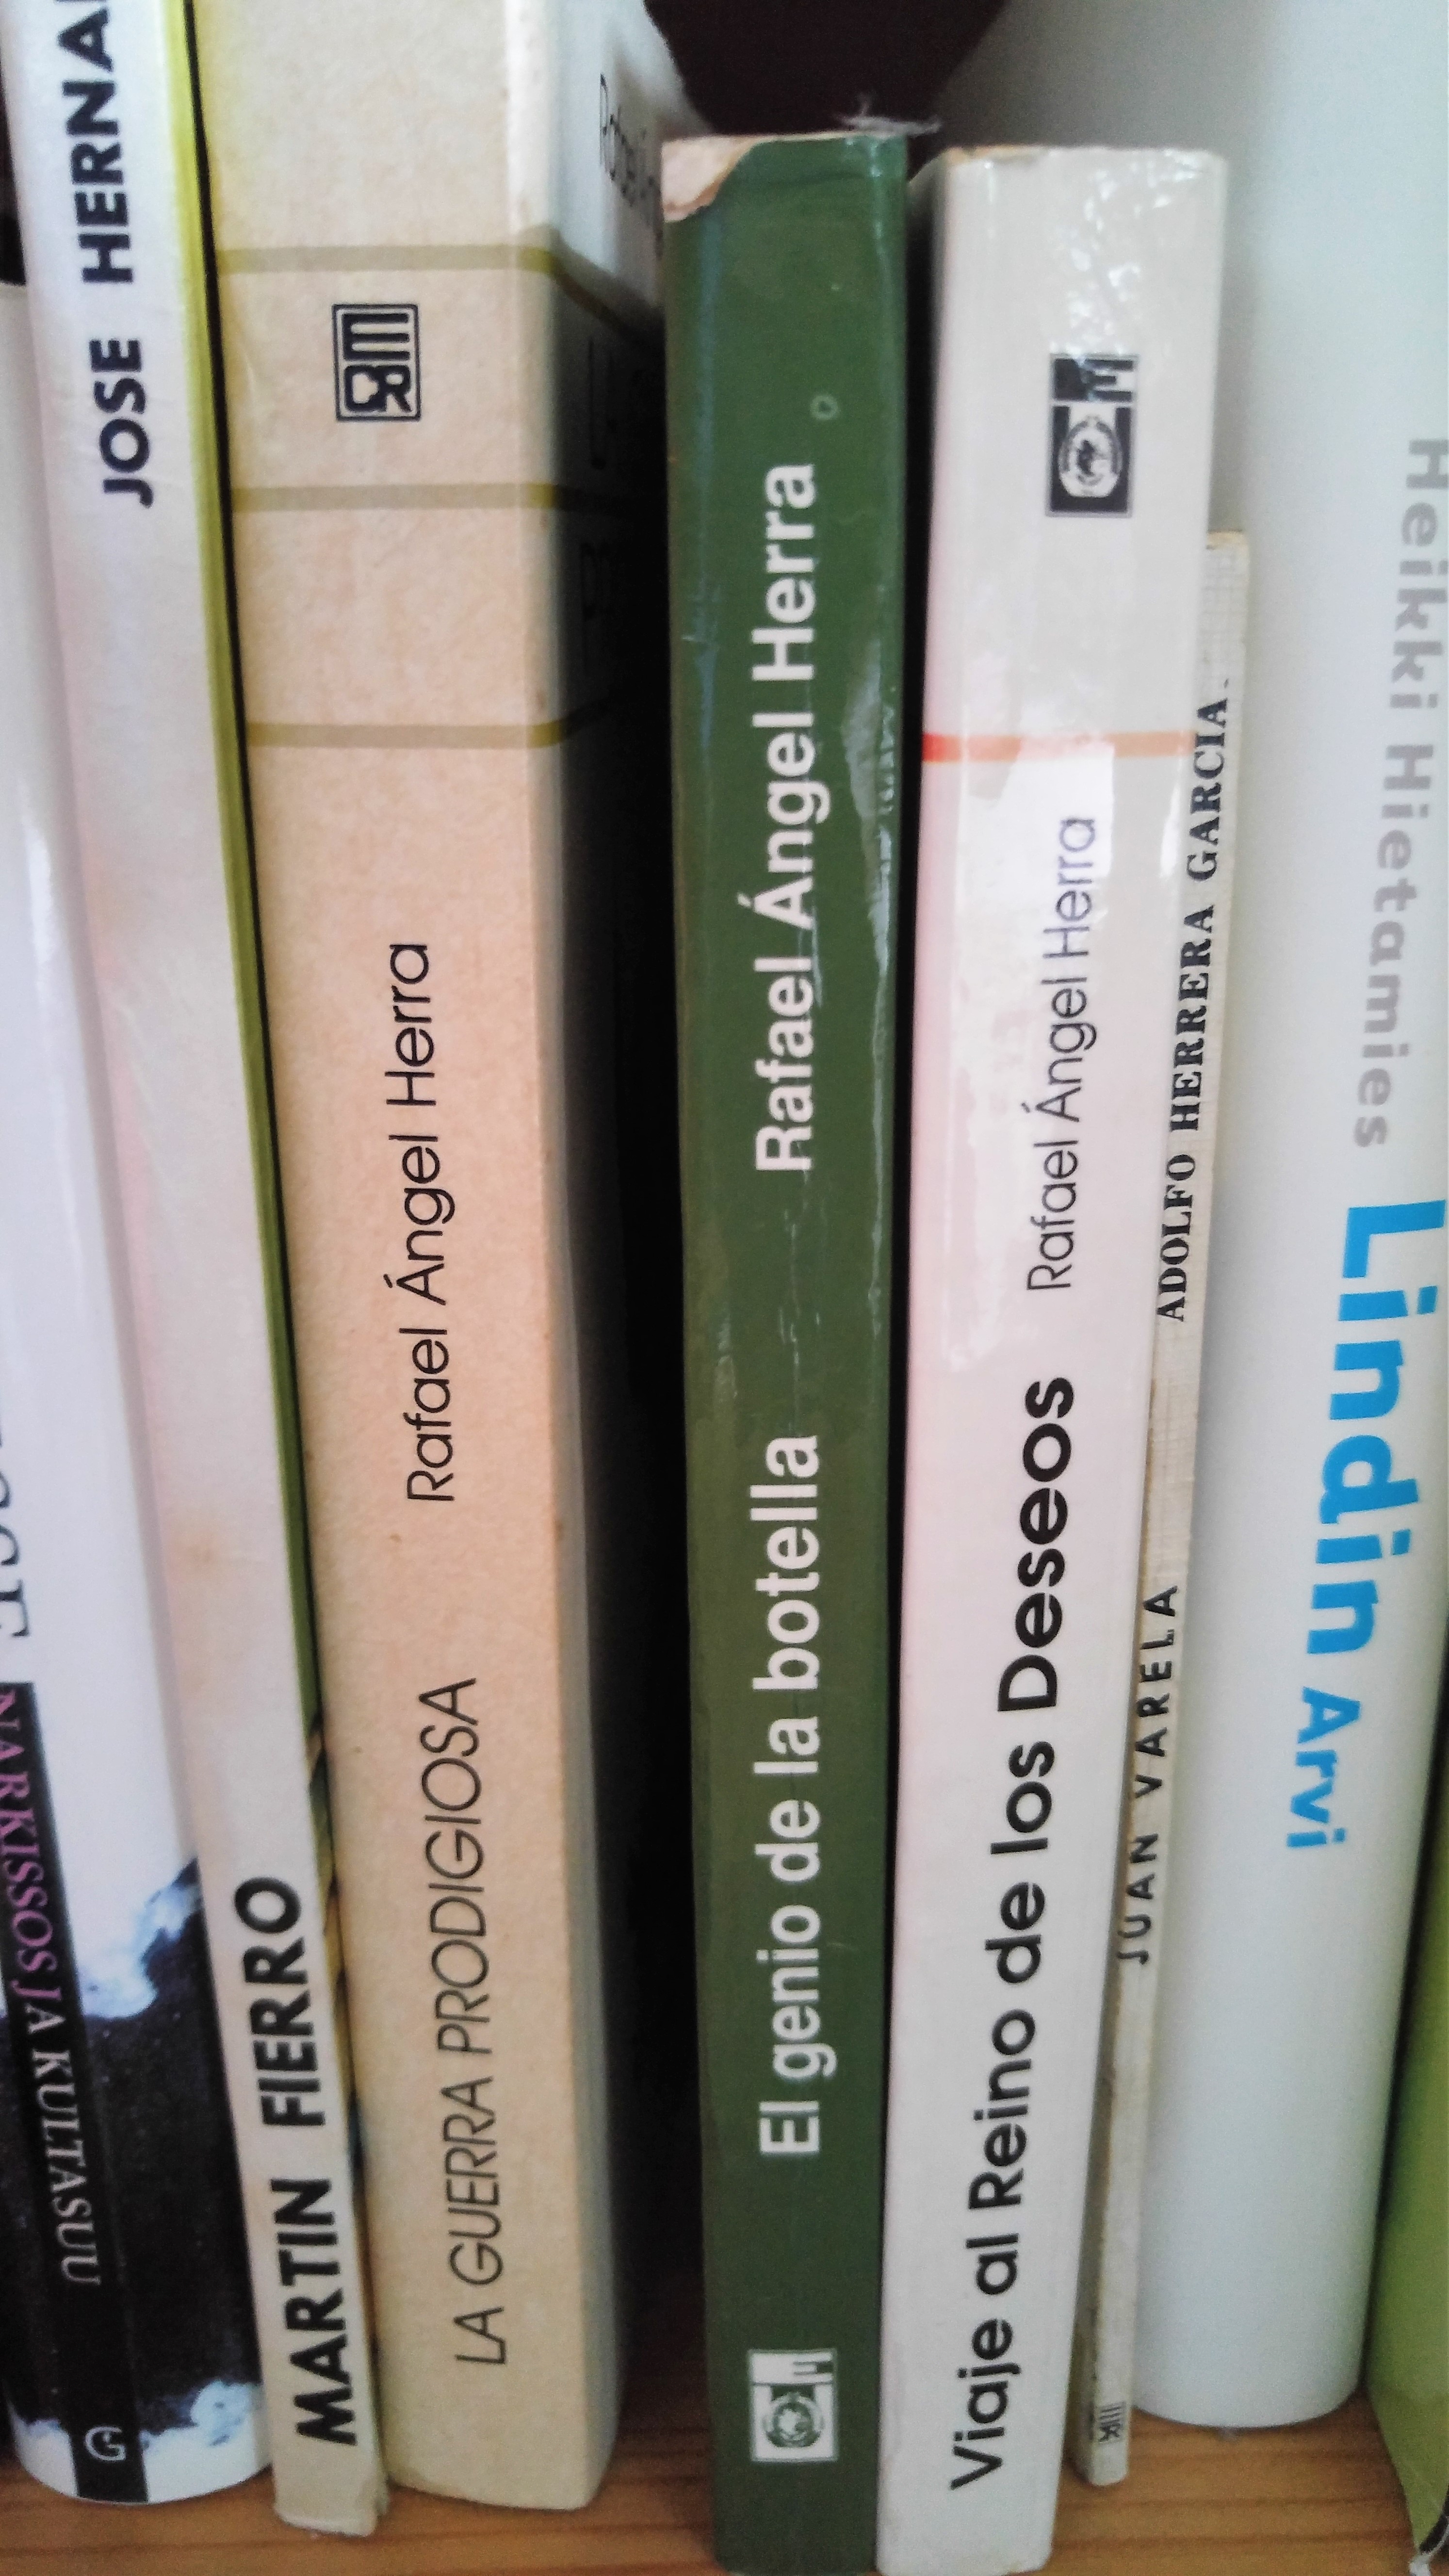 NARKISSOS JA KULTASUU
G
JOSE HERNA
MARTIN FIERRO
Rafael Ángel Herra
LA GUERRA PRODIGIOSA
Rafael Ángel Herra
El genio de la botella
Rafael Ángel Herra
Viaje al Reino de los Deseos
ADOLFO HERRERA GARCIA.
JUAN VARELA
Heikki Hietamies
Lindin Arvi